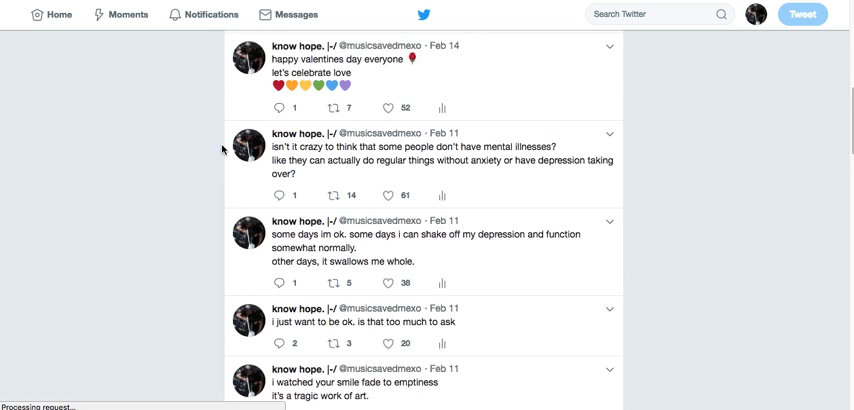 Home Moments Notifications Messages Search Twitter Tweet
know hope. |-/ @musicsavedmexo · Feb 14
happy valentines day everyone 🌹
let's celebrate love
❤️🧡💛💚💙💜
1 7 52
know hope. |-/ @musicsavedmexo · Feb 11
isn't it crazy to think that some people don't have mental illnesses?
like they can actually do regular things without anxiety or have depression taking
over?
1 14 61
know hope. |-/ @musicsavedmexo · Feb 11
some days im ok. some days i can shake off my depression and function
somewhat normally.
other days, it swallows me whole.
1 5 38
know hope. |-/ @musicsavedmexo · Feb 11
i just want to be ok. is that too much to ask
2 3 20
know hope. |-/ @musicsavedmexo · Feb 11
i watched your smile fade to emptiness
it's a tragic work of art.
Processing request...